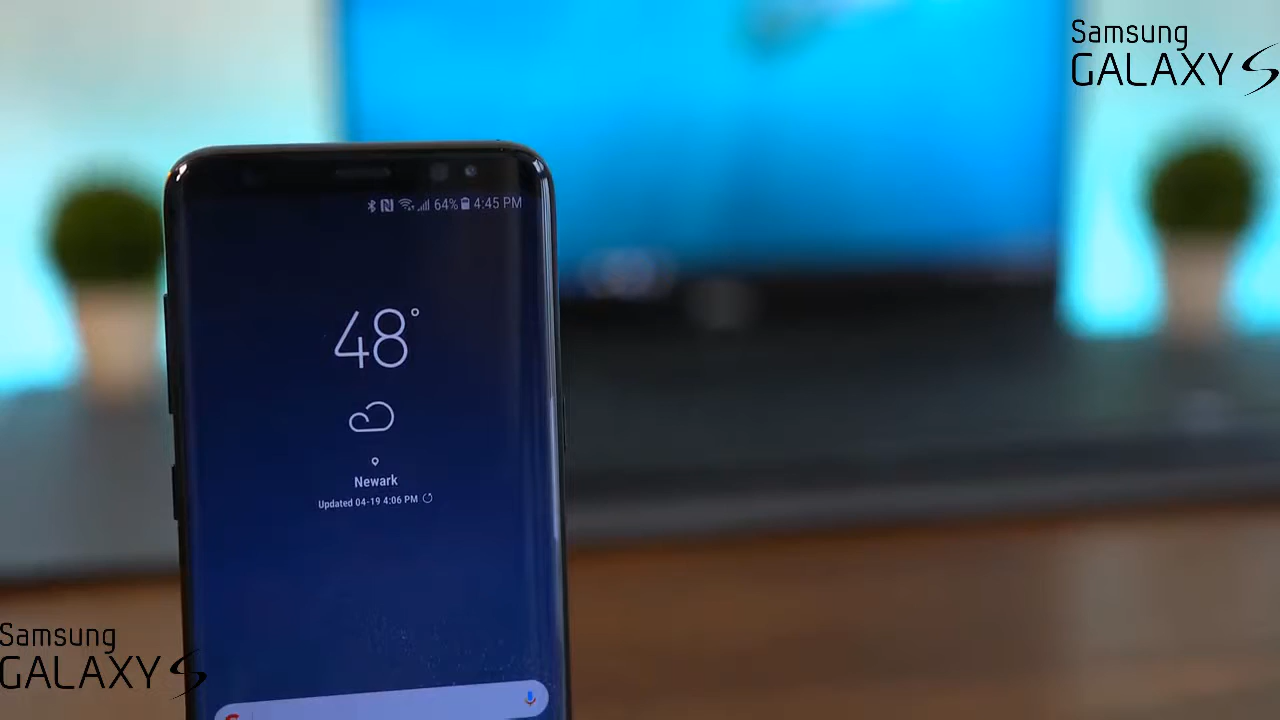 Samsung
GALAXY S
64% 4:45 PM
48°
Newark
Updated 04-19 4:06 PM
Samsung
GALAXY S